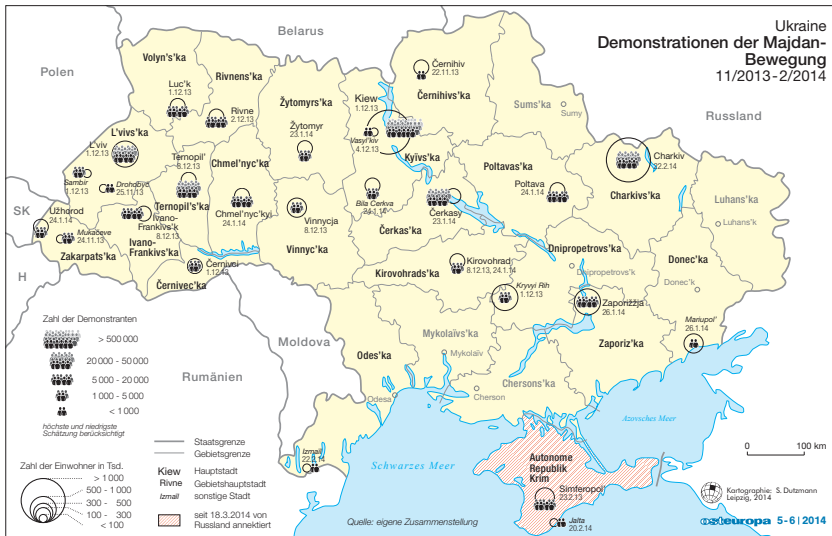 Ukraine
Demonstrationen der Majdan-
Bewegung
11/2013-2/2014
Belarus
Polen
Russland
SK
H
Rumänien
Moldova
Volyns'ka
Rivnens'ka
Žytomyrs'ka
Černihivs'ka
Sums'ka
L'vivs'ka
Chmel'nyc'ka
Kyïvs'ka
Poltavas'ka
Charkivs'ka
Luhans'ka
Ternopil's'ka
Ivano-
Frankivs'ka
Zakarpats'ka
Černivec'ka
Vinnyc'ka
Čerkas'ka
Kirovohrads'ka
Dnipropetrovs'ka
Donec'ka
Zaporiz'ka
Mykolaïvs'ka
Chersons'ka
Odes'ka
Autonome
Republik
Krim
Luc'k
1.12.13
Rivne
2.12.13
Žytomyr
23.1.14
Kiew
1.12.13
Vasyl'kiv
4.12.13
Černihiv
22.11.13
Sumy
L'viv
1.12.13
Sambir
1.12.13
Drohobyč
25.11.13
Ternopil'
8.12.13
Užhorod
24.1.14
Mukačeve
24.11.13
Ivano-
Frankivs'k
8.12.13
Chmel'nyc'kyj
24.1.14
Vinnycja
8.12.13
Černivci
1.12.13
Bila Cerkva
24.1.14
Čerkasy
23.1.14
Poltava
24.1.14
Charkiv
22.2.14
Luhans'k
Kirovohrad
8.12.13, 24.1.14
Kryvyj Rih
1.12.13
Dnipropetrovs'k
Donec'k
Zaporižžja
26.1.14
Mariupol'
26.1.14
Mykolaïv
Cherson
Odesa
Izmaïl
22.2.14
Simferopol'
23.2.13
Jalta
20.2.14
Schwarzes Meer
Azovsches Meer
Zahl der Demonstranten
> 500 000
20 000 - 50 000
5 000 - 20 000
1 000 - 5 000
< 1 000
höchste und niedrigste
Schätzung berücksichtigt
Zahl der Einwohner in Tsd.
> 1 000
500 - 1 000
300 - 500
100 - 300
< 100
Staatsgrenze
Gebietsgrenze
Kiew Hauptstadt
Rivne Gebietshauptstadt
Izmaïl sonstige Stadt
seit 18.3.2014 von
Russland annektiert
Quelle: eigene Zusammenstellung
0 100 km
Kartographie: S. Dutzmann
Leipzig, 2014
osteuropa 5-6 | 2014